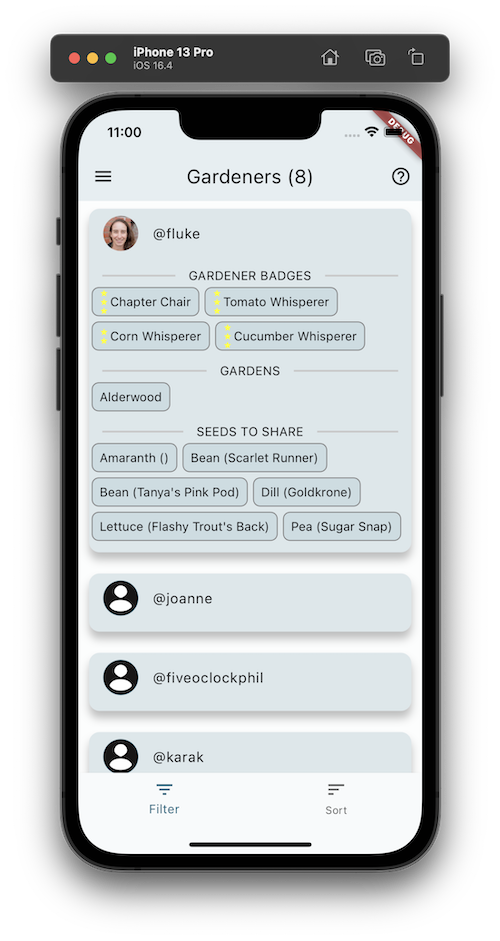 iPhone 13 Pro
iOS 16.4
11:00
DEBUG
Gardeners (8)
@fluke
GARDENER BADGES
Chapter Chair Tomato Whisperer
Corn Whisperer Cucumber Whisperer
GARDENS
Alderwood
SEEDS TO SHARE
Amaranth () Bean (Scarlet Runner)
Bean (Tanya's Pink Pod) Dill (Goldkrone)
Lettuce (Flashy Trout's Back) Pea (Sugar Snap)
@joanne
@fiveoclockphil
@karak
Filter Sort